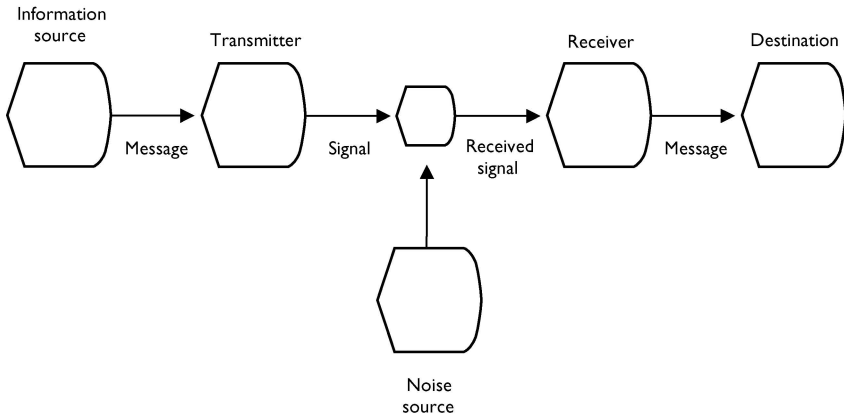 Information
source
Transmitter
Receiver
Destination
Message
Signal
Received
signal
Message
Noise
source